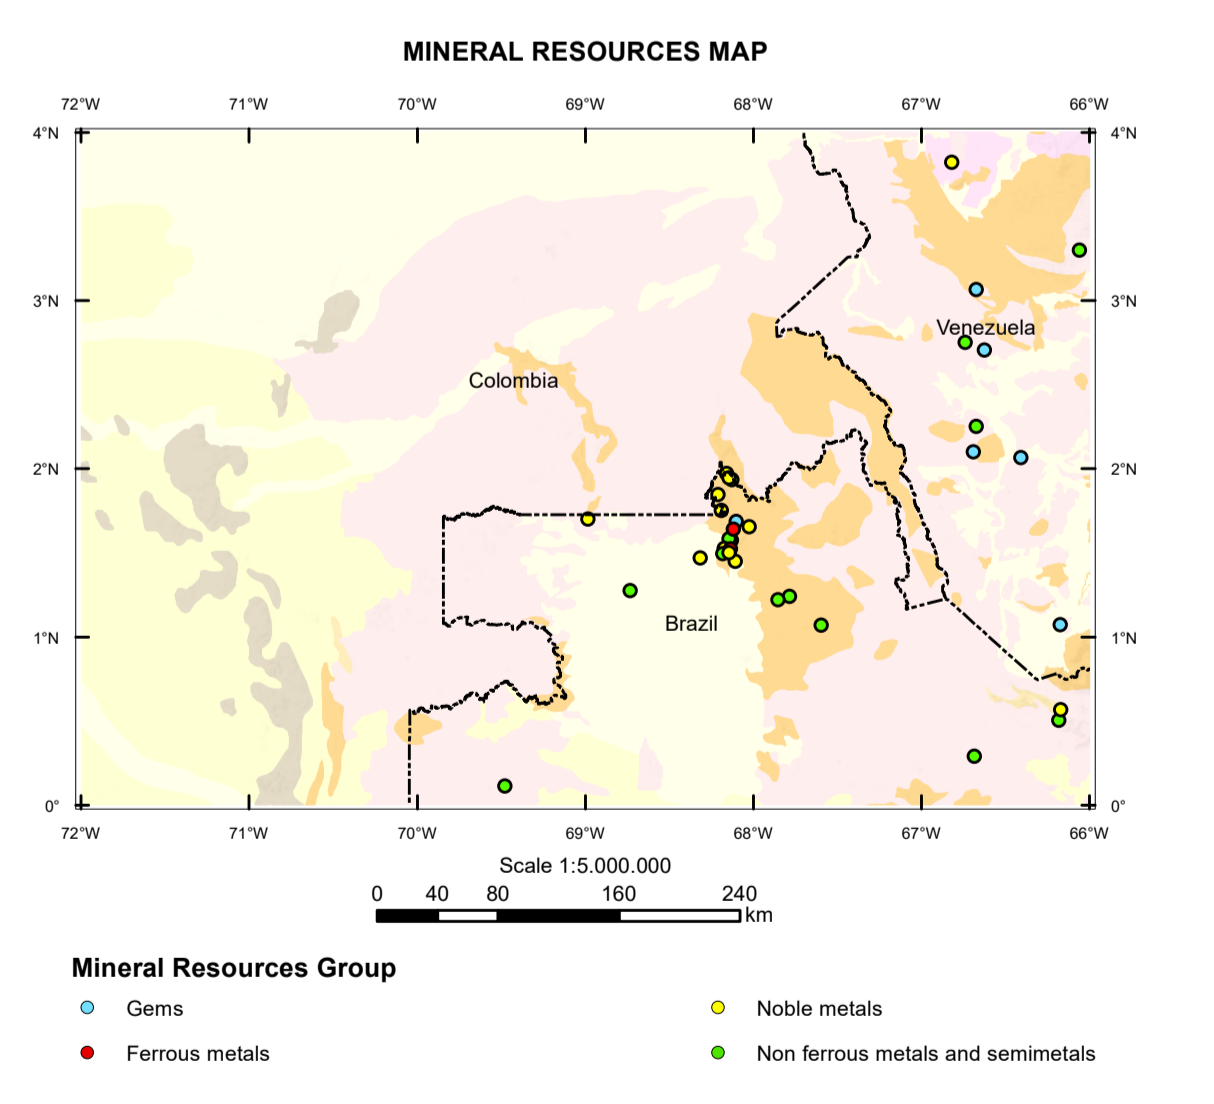 MINERAL RESOURCES MAP
72°W 71°W 70°W 69°W 68°W 67°W 66°W
4°N 4°N
3°N 3°N
Venezuela
Colombia
2°N 2°N
Brazil
1°N 1°N
0° 0°
72°W 71°W 70°W 69°W 68°W 67°W 66°W
Scale 1:5.000.000
0 40 80 160 240
km
Mineral Resources Group
Gems Noble metals
Ferrous metals Non ferrous metals and semimetals